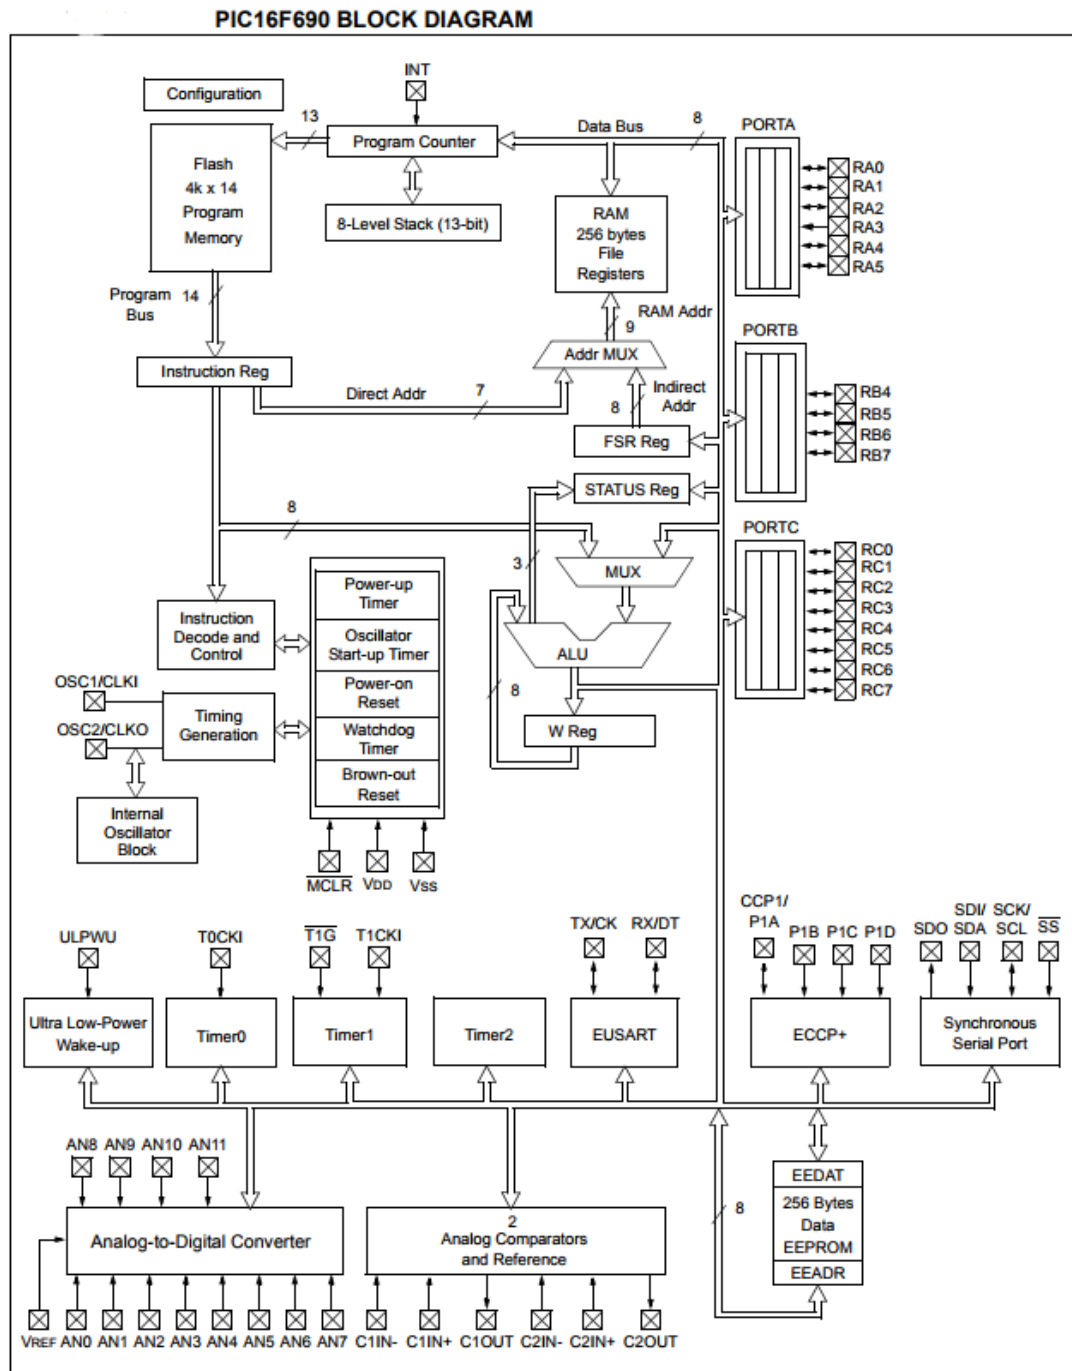 PIC16F690 BLOCK DIAGRAM
INT
Configuration
13
Program Counter
Data Bus
8
PORTA
Flash
4k x 14
Program
Memory
8-Level Stack (13-bit)
RAM
256 bytes
File
Registers
RA0
RA1
RA2
RA3
RA4
RA5
Program
Bus
14
RAM Addr
9
PORTB
Addr MUX
Instruction Reg
Direct Addr
7
Indirect
Addr
8
FSR Reg
RB4
RB5
RB6
RB7
STATUS Reg
8
3
MUX
PORTC
RC0
RC1
RC2
RC3
RC4
RC5
RC6
RC7
Power-up
Timer
Oscillator
Start-up Timer
Power-on
Reset
Watchdog
Timer
Brown-out
Reset
Instruction
Decode and
Control
ALU
8
W Reg
OSC1/CLKI
OSC2/CLKO
Timing
Generation
Internal
Oscillator
Block
MCLR
VDD
VSS
ULPWU
T0CKI
T1G
T1CKI
TX/CK
RX/DT
CCP1/
P1A
P1B
P1C
P1D
SDO
SDI/
SDA
SCK/
SCL
SS
Ultra Low-Power
Wake-up
Timer0
Timer1
Timer2
EUSART
ECCP+
Synchronous
Serial Port
AN8
AN9
AN10
AN11
Analog-to-Digital Converter
2
Analog Comparators
and Reference
8
EEDAT
256 Bytes
Data
EEPROM
EEADR
VREF
AN0
AN1
AN2
AN3
AN4
AN5
AN6
AN7
C1IN-
C1IN+
C1OUT
C2IN-
C2IN+
C2OUT